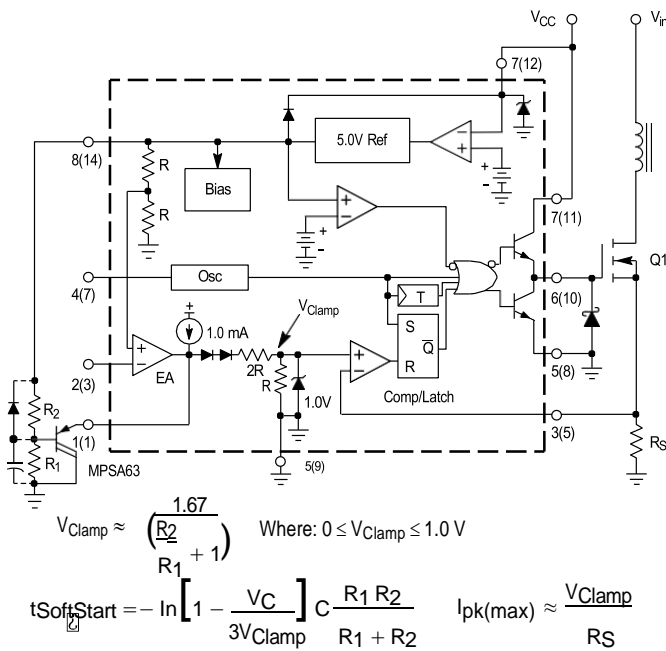 VCC
Vin
7(12)
5.0V Ref
+
-
+
-
8(14)
R
Bias
R
+
-
+
-
7(11)
Q1
4(7)
Osc
T
6(10)
+
1.0 mA
VClamp
S
Q
R
+
-
EA
2R
R
1.0V
+
-
Comp/Latch
5(8)
2(3)
R2
1(1)
R1
MPSA63
5(9)
3(5)
RS
VClamp ≈ (1.67 / R2 / R1 + 1) Where: 0 ≤ VClamp ≤ 1.0 V
tSoftStart = − ln [1 − VC / 3VClamp] C R1 R2 / R1 + R2 Ipk(max) ≈ VClamp / RS